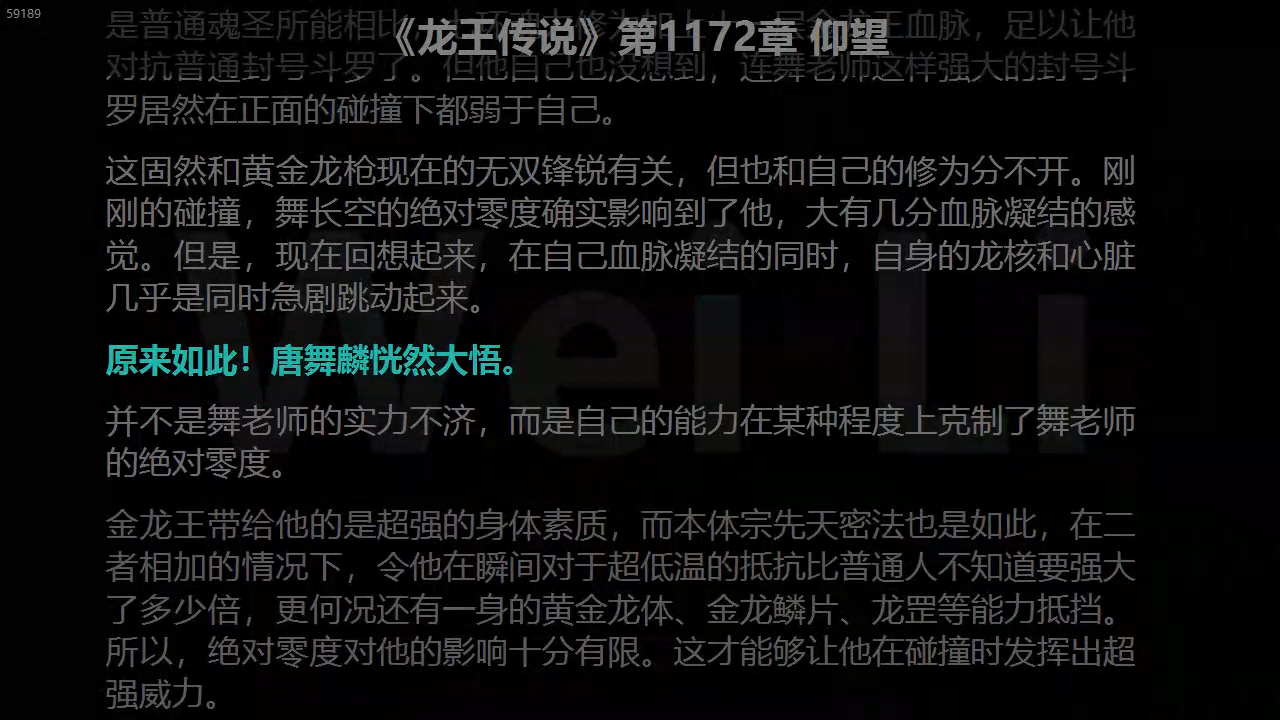 59189
《龙王传说》第1172章 仰望
是普通魂圣所能相比
金龙王血脉，足以让他
对抗普通封号斗罗了。但他自己也没想到，连舞老师这样强大的封号斗
罗居然在正面的碰撞下都弱于自己。
这固然和黄金龙枪现在的无双锋锐有关，但也和自己的修为分不开。刚
刚的碰撞，舞长空的绝对零度确实影响到了他，大有几分血脉凝结的感
觉。但是，现在回想起来，在自己血脉凝结的同时，自身的龙核和心脏
几乎是同时急剧跳动起来。
原来如此！唐舞麟恍然大悟。
并不是舞老师的实力不济，而是自己的能力在某种程度上克制了舞老师
的绝对零度。
金龙王带给他的是超强的身体素质，而本体宗先天密法也是如此，在二
者相加的情况下，令他在瞬间对于超低温的抵抗比普通人不知道要强大
了多少倍，更何况还有一身的黄金龙体、金龙鳞片、龙罡等能力抵挡。
所以，绝对零度对他的影响十分有限。这才能够让他在碰撞时发挥出超
强威力。
Wei Li